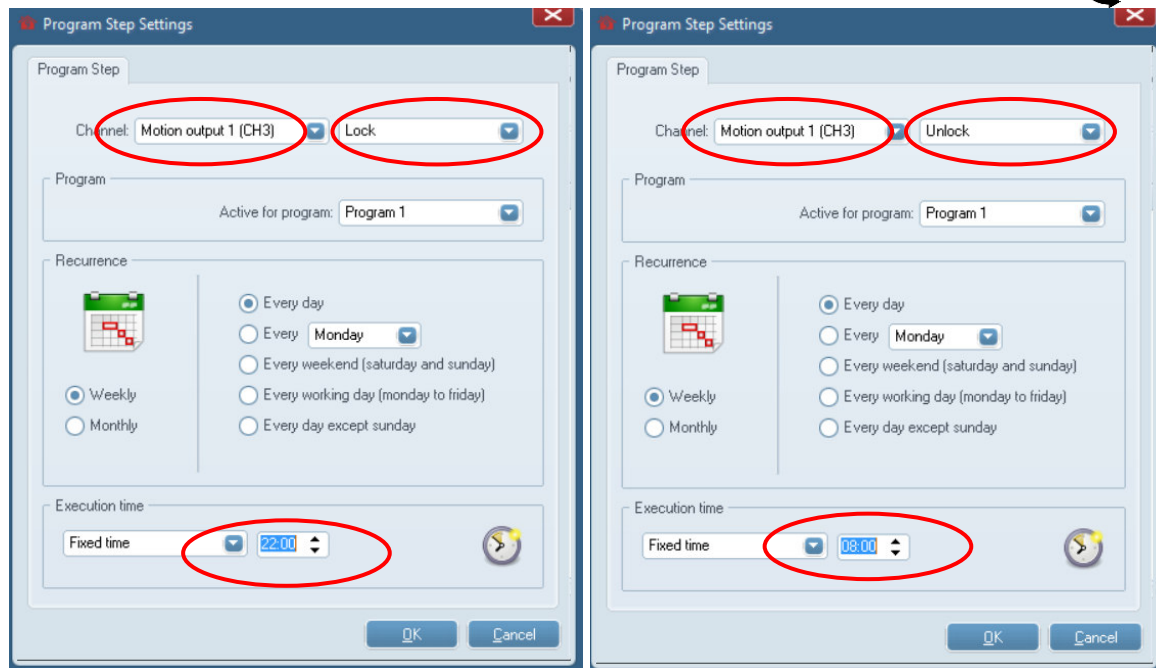 Program Step Settings
Program Step
Channel: Motion output 1 (CH3) Lock
Program
Active for program: Program 1
Recurrence
Every day
Every Monday
Every weekend (saturday and sunday)
Weekly Every working day (monday to friday)
Monthly Every day except sunday
Execution time
Fixed time 22:00
OK Cancel
Program Step Settings
Program Step
Channel: Motion output 1 (CH3) Unlock
Program
Active for program: Program 1
Recurrence
Every day
Every Monday
Every weekend (saturday and sunday)
Weekly Every working day (monday to friday)
Monthly Every day except sunday
Execution time
Fixed time 08:00
OK Cancel